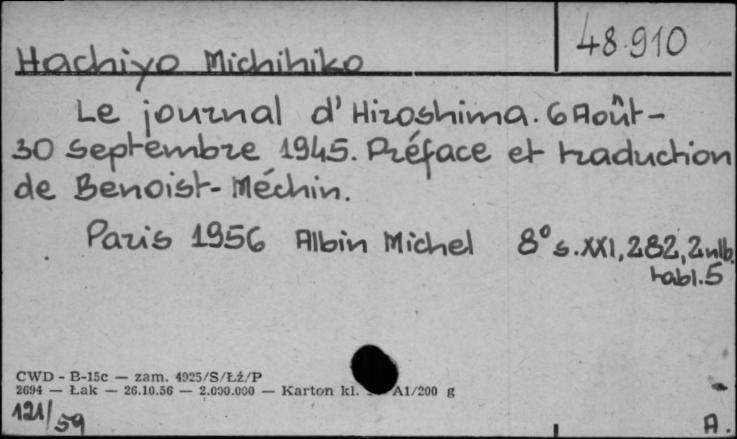 48.910
Hachiya Michihiko
Le journal d'Hiroshima. 6 Août-
30 Septembre 1945. Préface et traduction
de Benoist-Méchin.
Paris 1956 Albin Michel 8° s. XXI, 282, 2 nlb.
tabl. 5
CWD - B-15c — zam. 4925/S/Łż/P
2694 — Łak — 26.10.56 — 2.000.000 — Karton kl. A1/200 g
121/59
A.